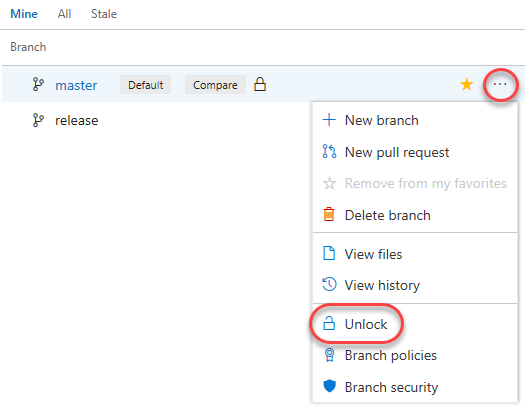 Mine All Stale
Branch
master Default Compare
release
New branch
New pull request
Remove from my favorites
Delete branch
View files
View history
Unlock
Branch policies
Branch security